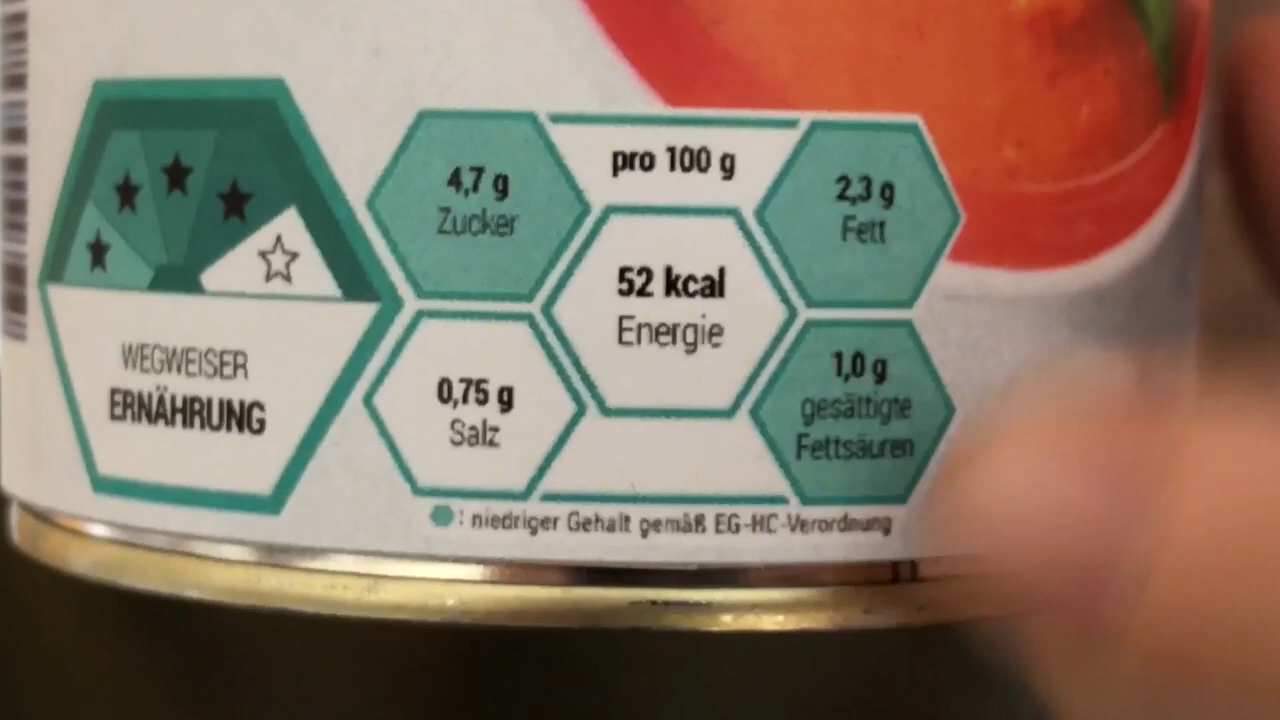 WEGWEISER
ERNÄHRUNG
4,7 g
Zucker
pro 100 g
2,3 g
Fett
52 kcal
Energie
0,75 g
Salz
1,0 g
gesättigte
Fettsäuren
: niedriger Gehalt gemäß EG-HC-Verordnung